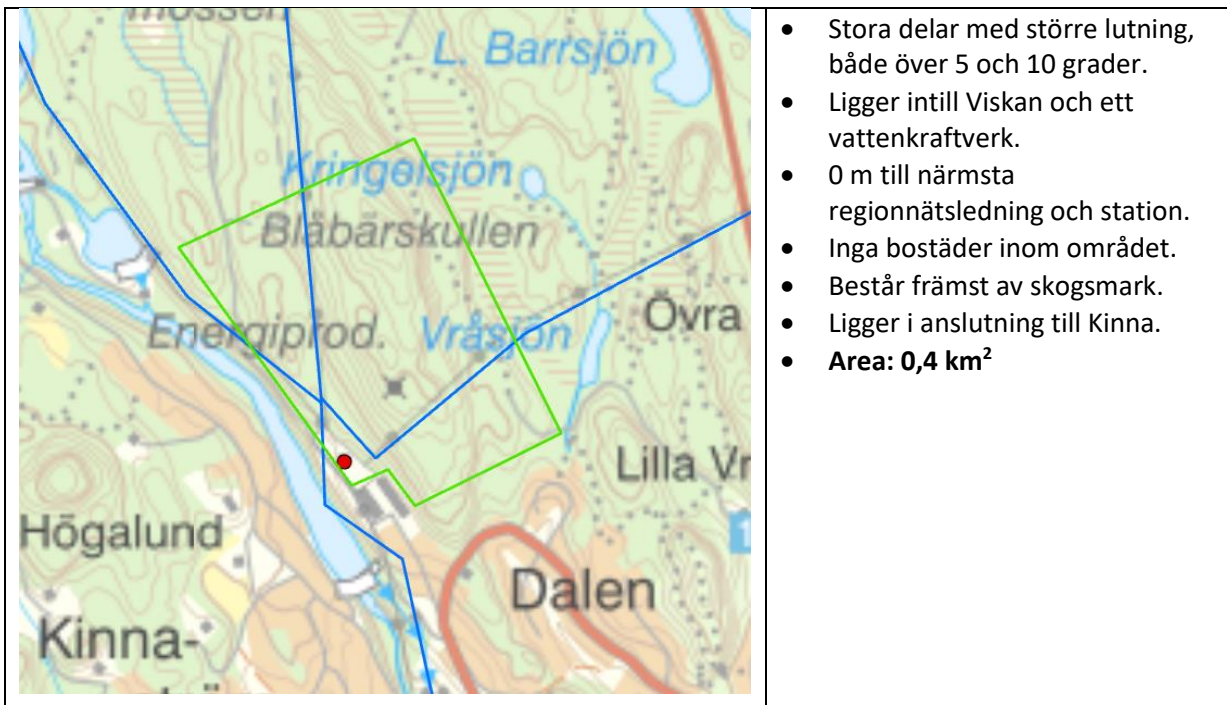 mossen
L. Barrsjön
Kringelsjön
Blåbärskullen
Energiprod.
Vråsjön
Övra
Lilla Vr
Högalund
Dalen
Kinna-
• Stora delar med större lutning,
både över 5 och 10 grader.
• Ligger intill Viskan och ett
vattenkraftverk.
• 0 m till närmsta
regionnätsledning och station.
• Inga bostäder inom området.
• Består främst av skogsmark.
• Ligger i anslutning till Kinna.
• Area: 0,4 km²